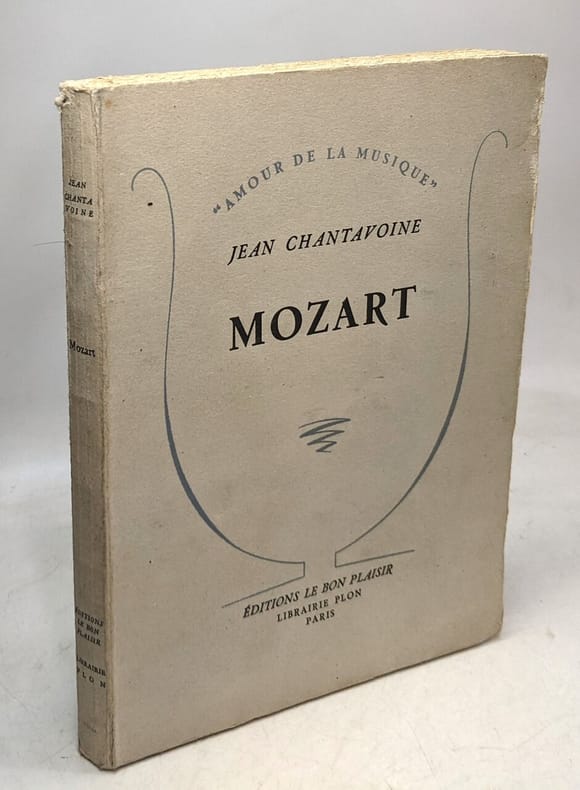 “AMOUR DE LA MUSIQUE”
JEAN CHANTAVOINE
MOZART
ÉDITIONS LE BON PLAISIR
LIBRAIRIE PLON
PARIS
JEAN
CHANTA
VOINE
Mozart
ÉDITIONS
LE BON
PLAISIR
LIBRAIRIE
PLON